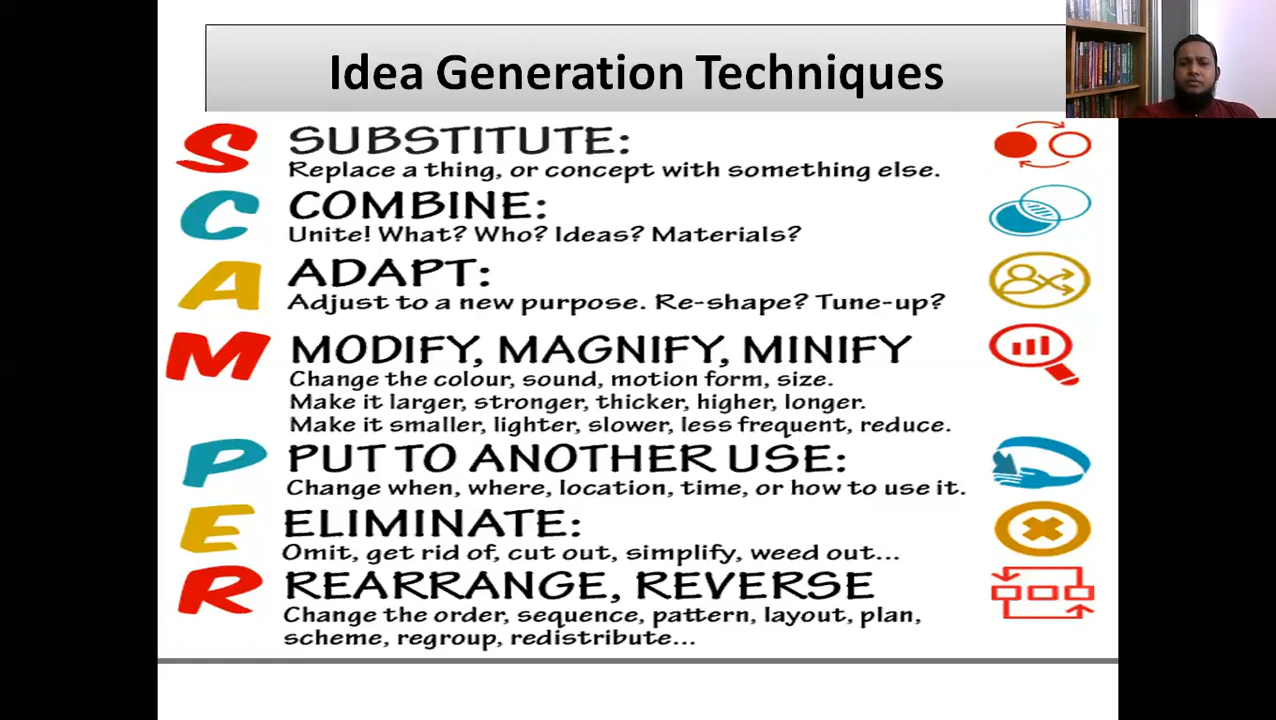 Idea Generation Techniques
S SUBSTITUTE:
Replace a thing, or concept with something else.
C COMBINE:
Unite! What? Who? Ideas? Materials?
A ADAPT:
Adjust to a new purpose. Re-shape? Tune-up?
M MODIFY, MAGNIFY, MINIFY
Change the colour, sound, motion form, size.
Make it larger, stronger, thicker, higher, longer.
Make it smaller, lighter, slower, less frequent, reduce.
P PUT TO ANOTHER USE:
Change when, where, location, time, or how to use it.
E ELIMINATE:
Omit, get rid of, cut out, simplify, weed out...
R REARRANGE, REVERSE
Change the order, sequence, pattern, layout, plan,
scheme, regroup, redistribute...